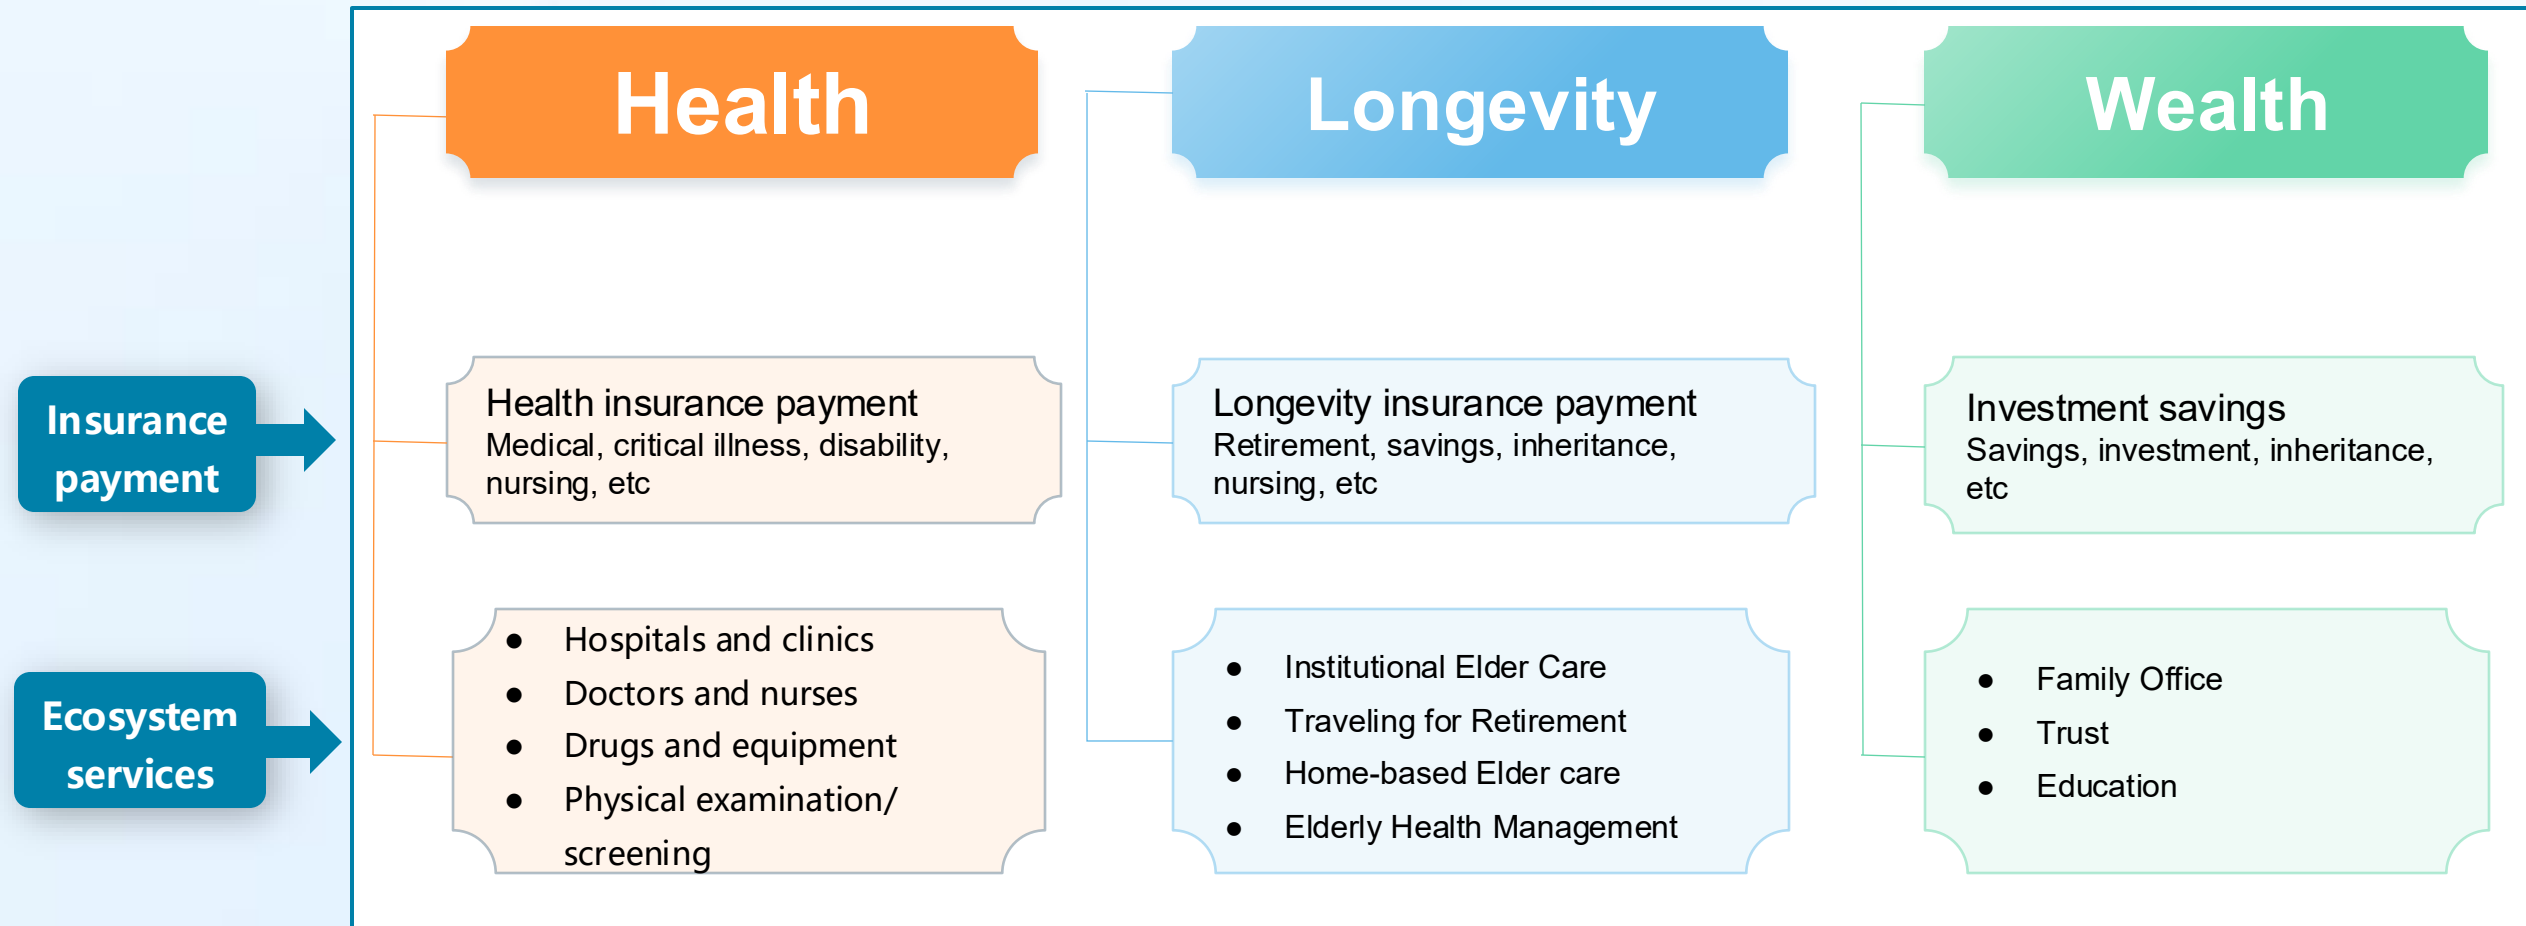 Health
Longevity
Wealth
Insurance
payment
Health insurance payment
Medical, critical illness, disability,
nursing, etc
Longevity insurance payment
Retirement, savings, inheritance,
nursing, etc
Investment savings
Savings, investment, inheritance,
etc
Ecosystem
services
● Hospitals and clinics
● Doctors and nurses
● Drugs and equipment
● Physical examination/
screening
● Institutional Elder Care
● Traveling for Retirement
● Home-based Elder care
● Elderly Health Management
● Family Office
● Trust
● Education